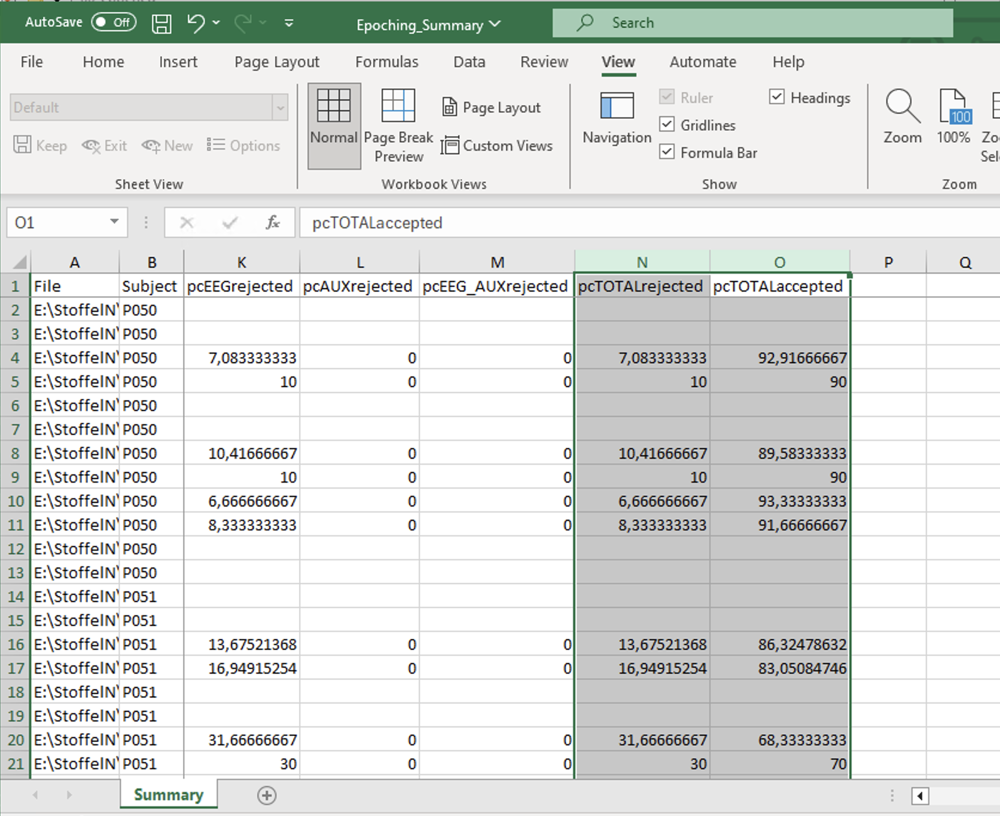 AutoSave Off Epoching_Summary Search
File Home Insert Page Layout Formulas Data Review View Automate Help
Default
Keep Exit New Options
Sheet View
Normal Page Break Preview Page Layout Custom Views
Workbook Views
Navigation Ruler Gridlines Formula Bar Headings
Show
Zoom 100%
Zoom
O1 fx pcTOTALaccepted
A B K L M N O P Q
1 File Subject pcEEGrejected pcAUXrejected pcEEG_AUXrejected pcTOTALrejected pcTOTALaccepted
2 E:\StoffelN\ P050
3 E:\StoffelN\ P050
4 E:\StoffelN\ P050 7,083333333 0 0 7,083333333 92,91666667
5 E:\StoffelN\ P050 10 0 0 10 90
6 E:\StoffelN\ P050
7 E:\StoffelN\ P050
8 E:\StoffelN\ P050 10,41666667 0 0 10,41666667 89,58333333
9 E:\StoffelN\ P050 10 0 0 10 90
10 E:\StoffelN\ P050 6,666666667 0 0 6,666666667 93,33333333
11 E:\StoffelN\ P050 8,333333333 0 0 8,333333333 91,66666667
12 E:\StoffelN\ P050
13 E:\StoffelN\ P050
14 E:\StoffelN\ P051
15 E:\StoffelN\ P051
16 E:\StoffelN\ P051 13,67521368 0 0 13,67521368 86,32478632
17 E:\StoffelN\ P051 16,94915254 0 0 16,94915254 83,05084746
18 E:\StoffelN\ P051
19 E:\StoffelN\ P051
20 E:\StoffelN\ P051 31,66666667 0 0 31,66666667 68,33333333
21 E:\StoffelN\ P051 30 0 0 30 70
Summary